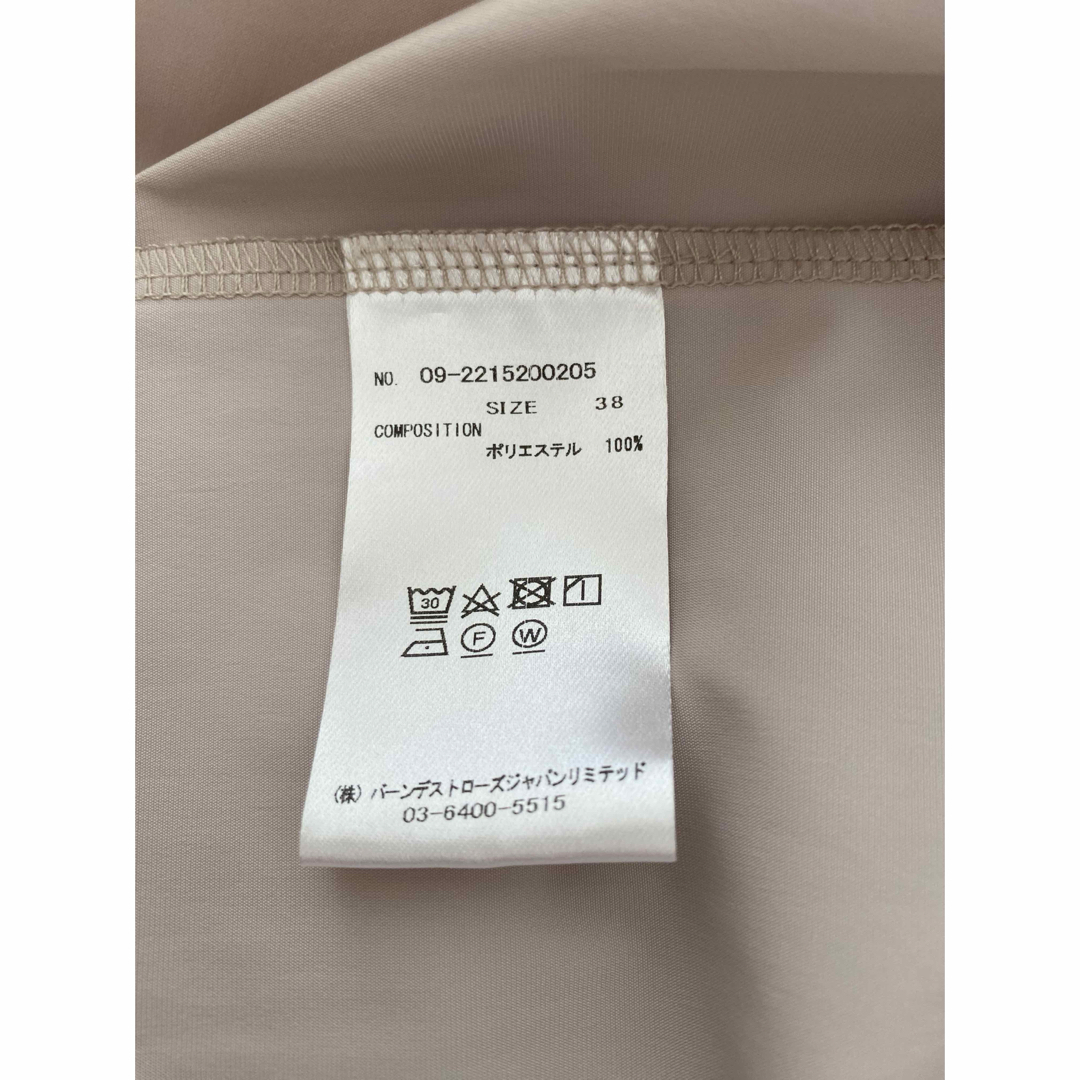 NO. 09-2215200205
SIZE 38
COMPOSITION
ポリエステル 100%
30
F W
(株) バーンデストローズジャパンリミテッド
03-6400-5515